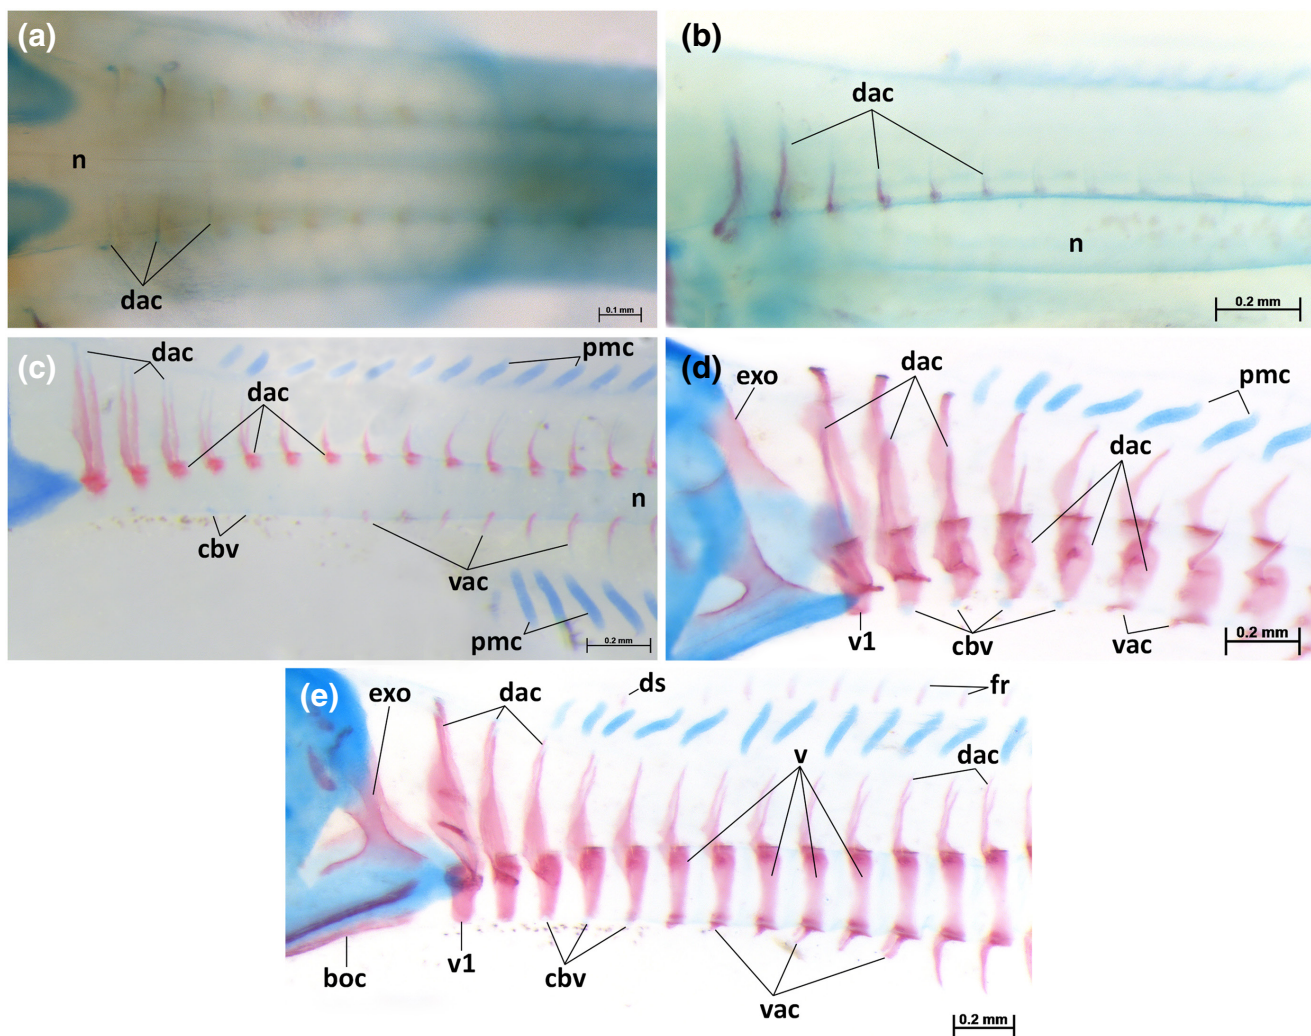 (a)
n
dac
0.1 mm
(b)
dac
n
0.2 mm
(c)
dac
pmc
dac
n
cbv
vac
pmc
0.2 mm
(d)
exo
dac
pmc
dac
v1
cbv
vac
0.2 mm
(e)
exo
dac
ds
fr
v
dac
boc
v1
cbv
vac
0.2 mm